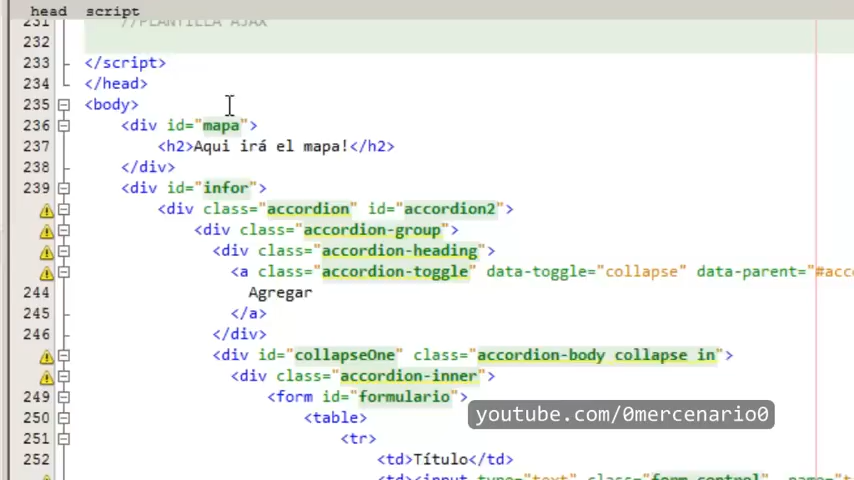 head script
231 //PLANTILLA AJAX
232
233 </script>
234 </head>
235 <body>
236 <div id="mapa">
237 <h2>Aqui irá el mapa!</h2>
238 </div>
239 <div id="infor">
<div class="accordion" id="accordion2">
<div class="accordion-group">
<div class="accordion-heading">
<a class="accordion-toggle" data-toggle="collapse" data-parent="#acc
244 Agregar
245 </a>
246 </div>
<div id="collapseOne" class="accordion-body collapse in">
<div class="accordion-inner">
249 <form id="formulario">
250 <table>
251 <tr>
252 <td>Título</td>
<td><input type="text" class="form-control" name="t
youtube.com/0mercenario0